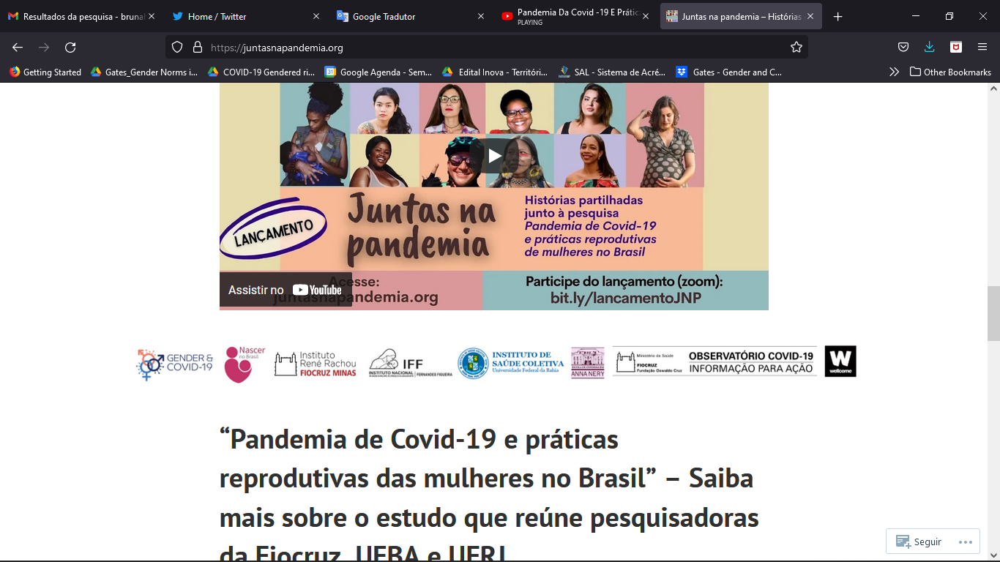 Resultados da pesquisa - brunal
Home / Twitter
Google Tradutor
Pandemia Da Covid -19 E Prátic
PLAYING
Juntas na pandemia – Histórias
https://juntasnapandemia.org
Getting Started
Gates_Gender Norms i...
COVID-19 Gendered ri...
31
Google Agenda - Sem...
Edital Inova - Territóri...
SAL - Sistema de Acré...
Gates - Gender and C...
Other Bookmarks
LANÇAMENTO
Juntas na
pandemia
Histórias partilhadas
junto à pesquisa
Pandemia de Covid-19
e práticas reprodutivas
de mulheres no Brasil
Acesse:
juntasnapandemia.org
Assistir no YouTube
Participe do lançamento (zoom):
bit.ly/lancamentoJNP
GENDER &
COVID-19
Nascer
no Brasil
Instituto
René Rachou
FIOCRUZ MINAS
IFF
INSTITUTO NACIONAL
FERNANDES FIGUEIRA
INSTITUTO DE
SAÚDE COLETIVA
Universidade Federal da Bahia
ANNA NERY
Ministério da Saúde
FIOCRUZ
Fundação Oswaldo Cruz
OBSERVATÓRIO COVID-19
INFORMAÇÃO PARA AÇÃO
W
wellcome
“Pandemia de Covid-19 e práticas
reprodutivas das mulheres no Brasil” – Saiba
mais sobre o estudo que reúne pesquisadoras
da Fiocruz, UFBA e UFRJ
Seguir